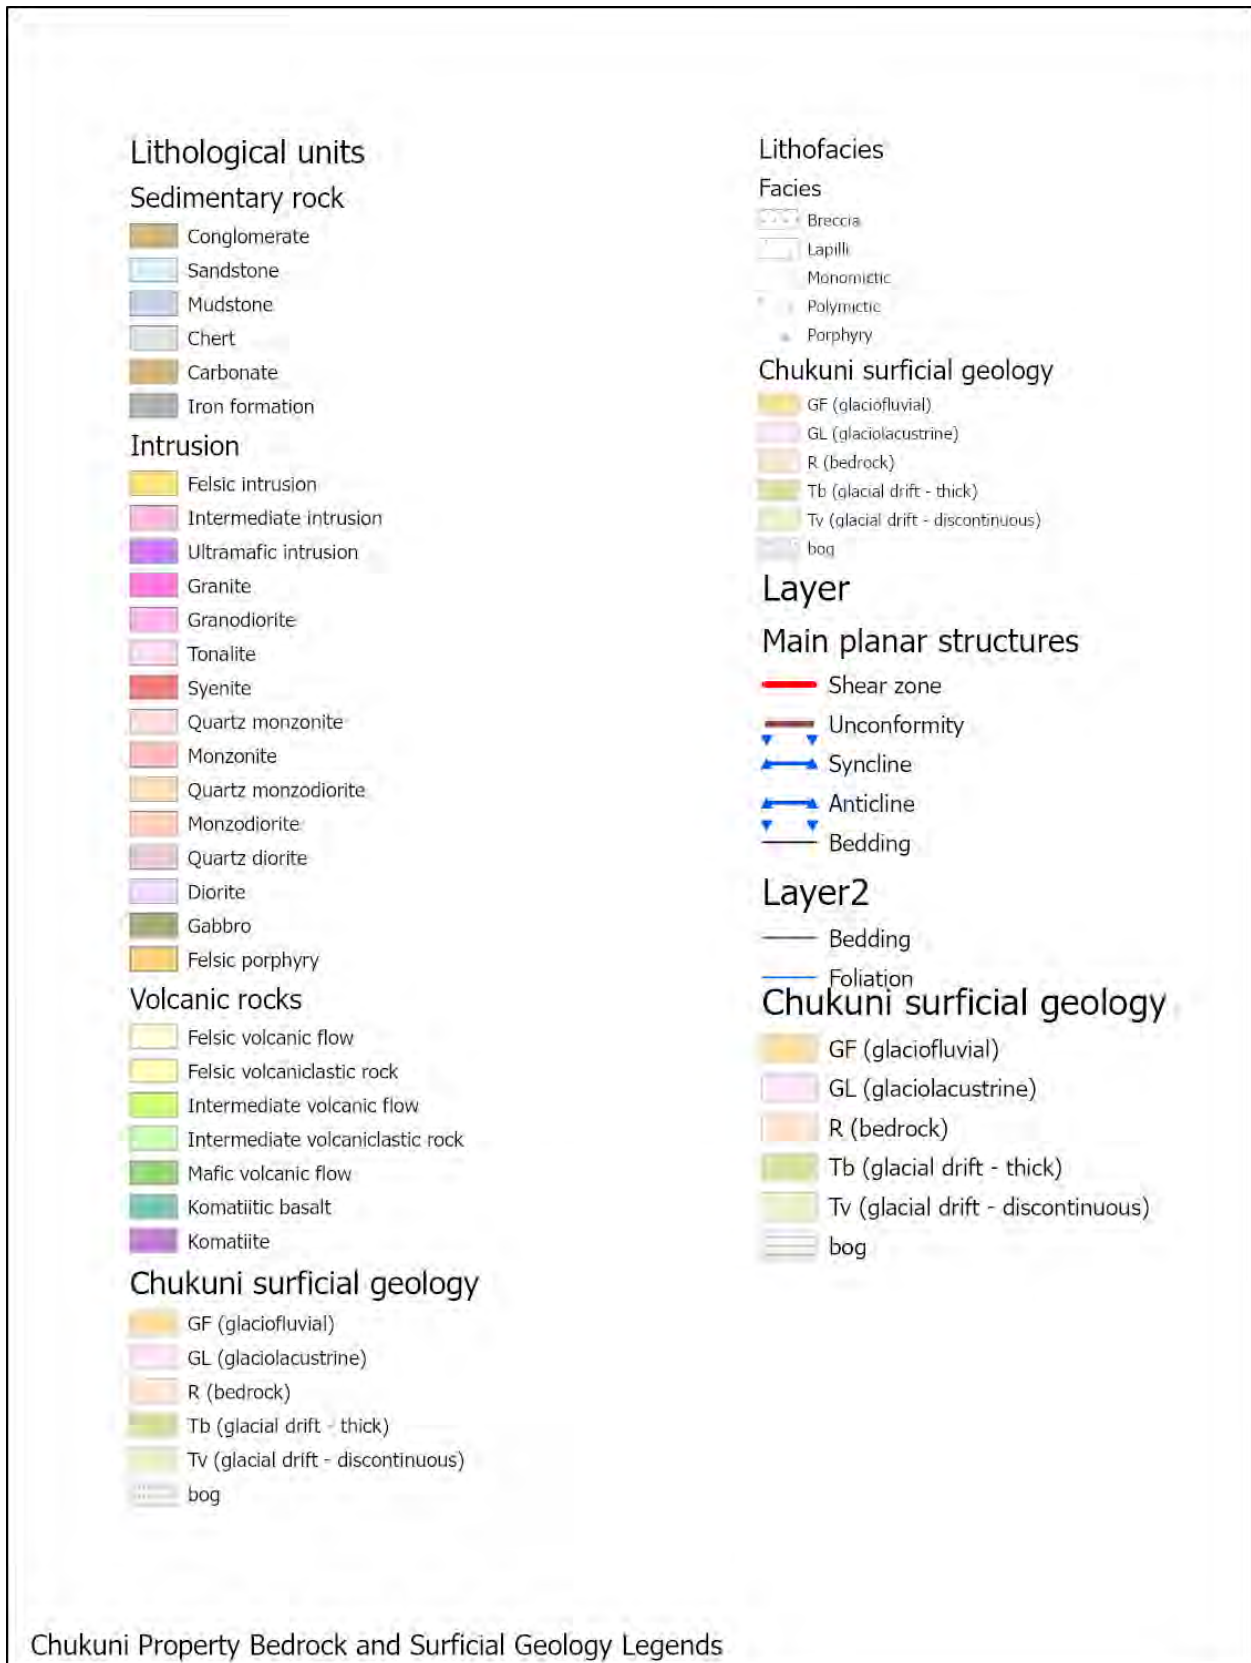 Lithological units
Sedimentary rock
Conglomerate
Sandstone
Mudstone
Chert
Carbonate
Iron formation
Intrusion
Felsic intrusion
Intermediate intrusion
Ultramafic intrusion
Granite
Granodiorite
Tonalite
Syenite
Quartz monzonite
Monzonite
Quartz monzodiorite
Monzodiorite
Quartz diorite
Diorite
Gabbro
Felsic porphyry
Volcanic rocks
Felsic volcanic flow
Felsic volcaniclastic rock
Intermediate volcanic flow
Intermediate volcaniclastic rock
Mafic volcanic flow
Komatiitic basalt
Komatiite
Chukuni surficial geology
GF (glaciofluvial)
GL (glaciolacustrine)
R (bedrock)
Tb (glacial drift - thick)
Tv (glacial drift - discontinuous)
bog
Lithofacies
Facies
Breccia
Lapilli
Monomictic
Polymictic
Porphyry
Chukuni surficial geology
GF (glaciofluvial)
GL (glaciolacustrine)
R (bedrock)
Tb (glacial drift - thick)
Tv (glacial drift - discontinuous)
bog
Layer
Main planar structures
Shear zone
Unconformity
Syncline
Anticline
Bedding
Layer2
Bedding
Foliation
Chukuni surficial geology
GF (glaciofluvial)
GL (glaciolacustrine)
R (bedrock)
Tb (glacial drift - thick)
Tv (glacial drift - discontinuous)
bog
Chukuni Property Bedrock and Surficial Geology Legends